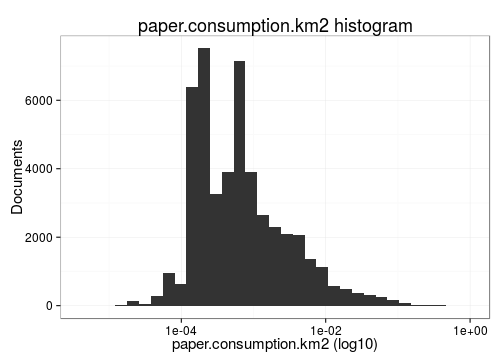 paper.consumption.km2 histogram
Documents
6000
4000
2000
0
1e-04
1e-02
1e+00
paper.consumption.km2 (log10)